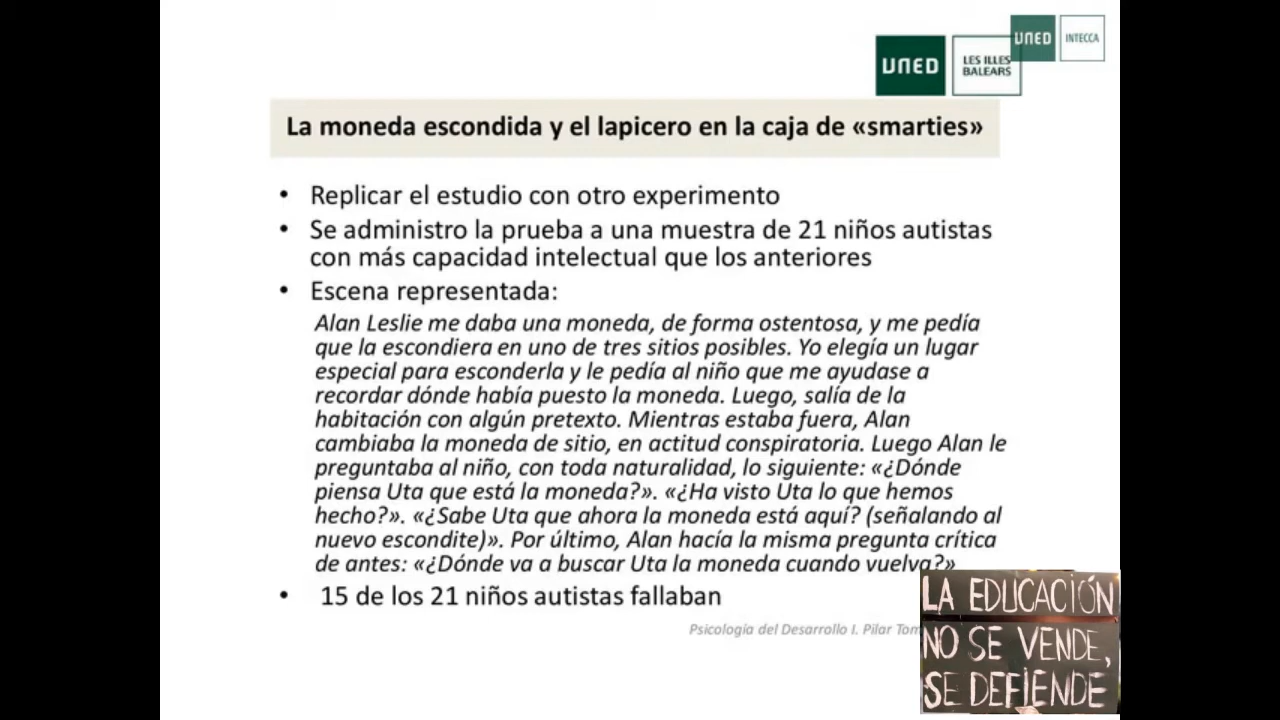 UNED
INTECCA
UNED
LES ILLES
BALEARS
La moneda escondida y el lapicero en la caja de «smarties»
• Replicar el estudio con otro experimento
• Se administro la prueba a una muestra de 21 niños autistas
con más capacidad intelectual que los anteriores
• Escena representada:
Alan Leslie me daba una moneda, de forma ostentosa, y me pedía
que la escondiera en uno de tres sitios posibles. Yo elegía un lugar
especial para esconderla y le pedía al niño que me ayudase a
recordar dónde había puesto la moneda. Luego, salía de la
habitación con algún pretexto. Mientras estaba fuera, Alan
cambiaba la moneda de sitio, en actitud conspiratoria. Luego Alan le
preguntaba al niño, con toda naturalidad, lo siguiente: «¿Dónde
piensa Uta que está la moneda?». «¿Ha visto Uta lo que hemos
hecho?». «¿Sabe Uta que ahora la moneda está aquí? (señalando al
nuevo escondite)». Por último, Alan hacía la misma pregunta crítica
de antes: «¿Dónde va a buscar Uta la moneda cuando vuelva?»
• 15 de los 21 niños autistas fallaban
Psicología del Desarrollo I. Pilar
LA EDUCACIÓN
NO SE VENDE,
SE DEFIENDE